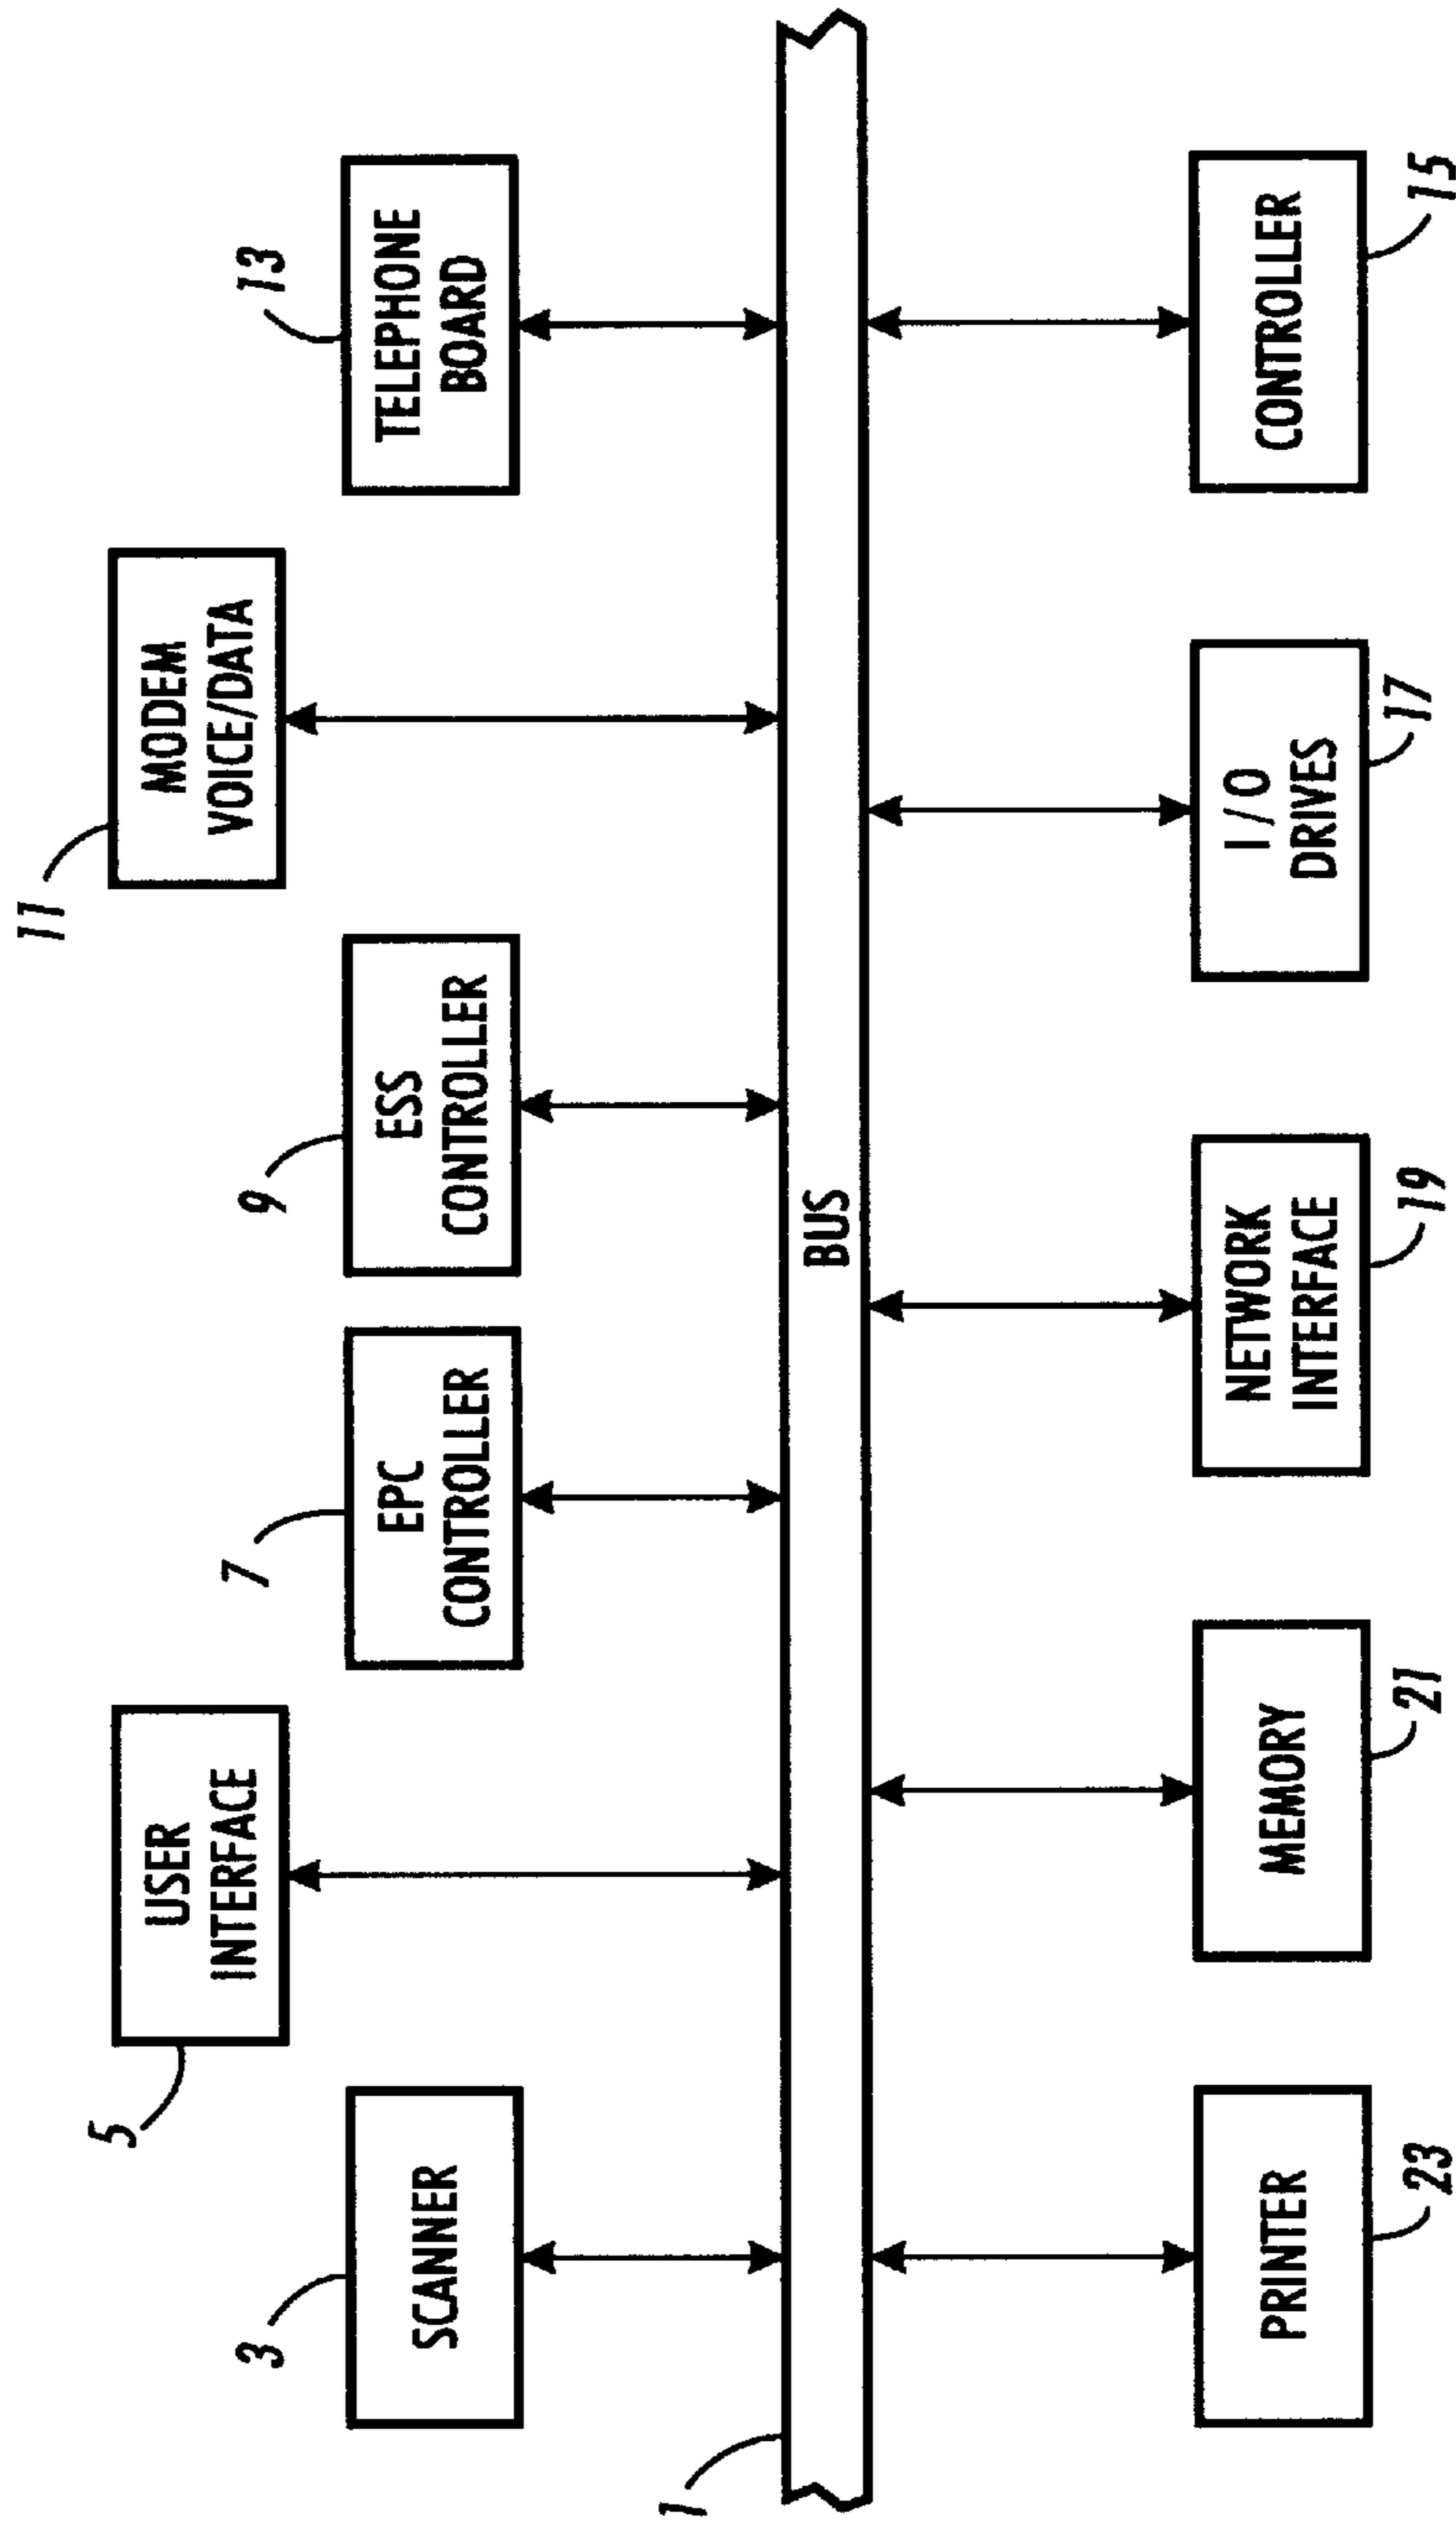 11
MODEM
VOICE/DATA
5
USER
INTERFACE
13
TELEPHONE
BOARD
9
ESS
CONTROLLER
7
EPC
CONTROLLER
3
SCANNER
1
BUS
PRINTER
23
MEMORY
21
NETWORK
INTERFACE
19
I/O
DRIVES
17
CONTROLLER
15